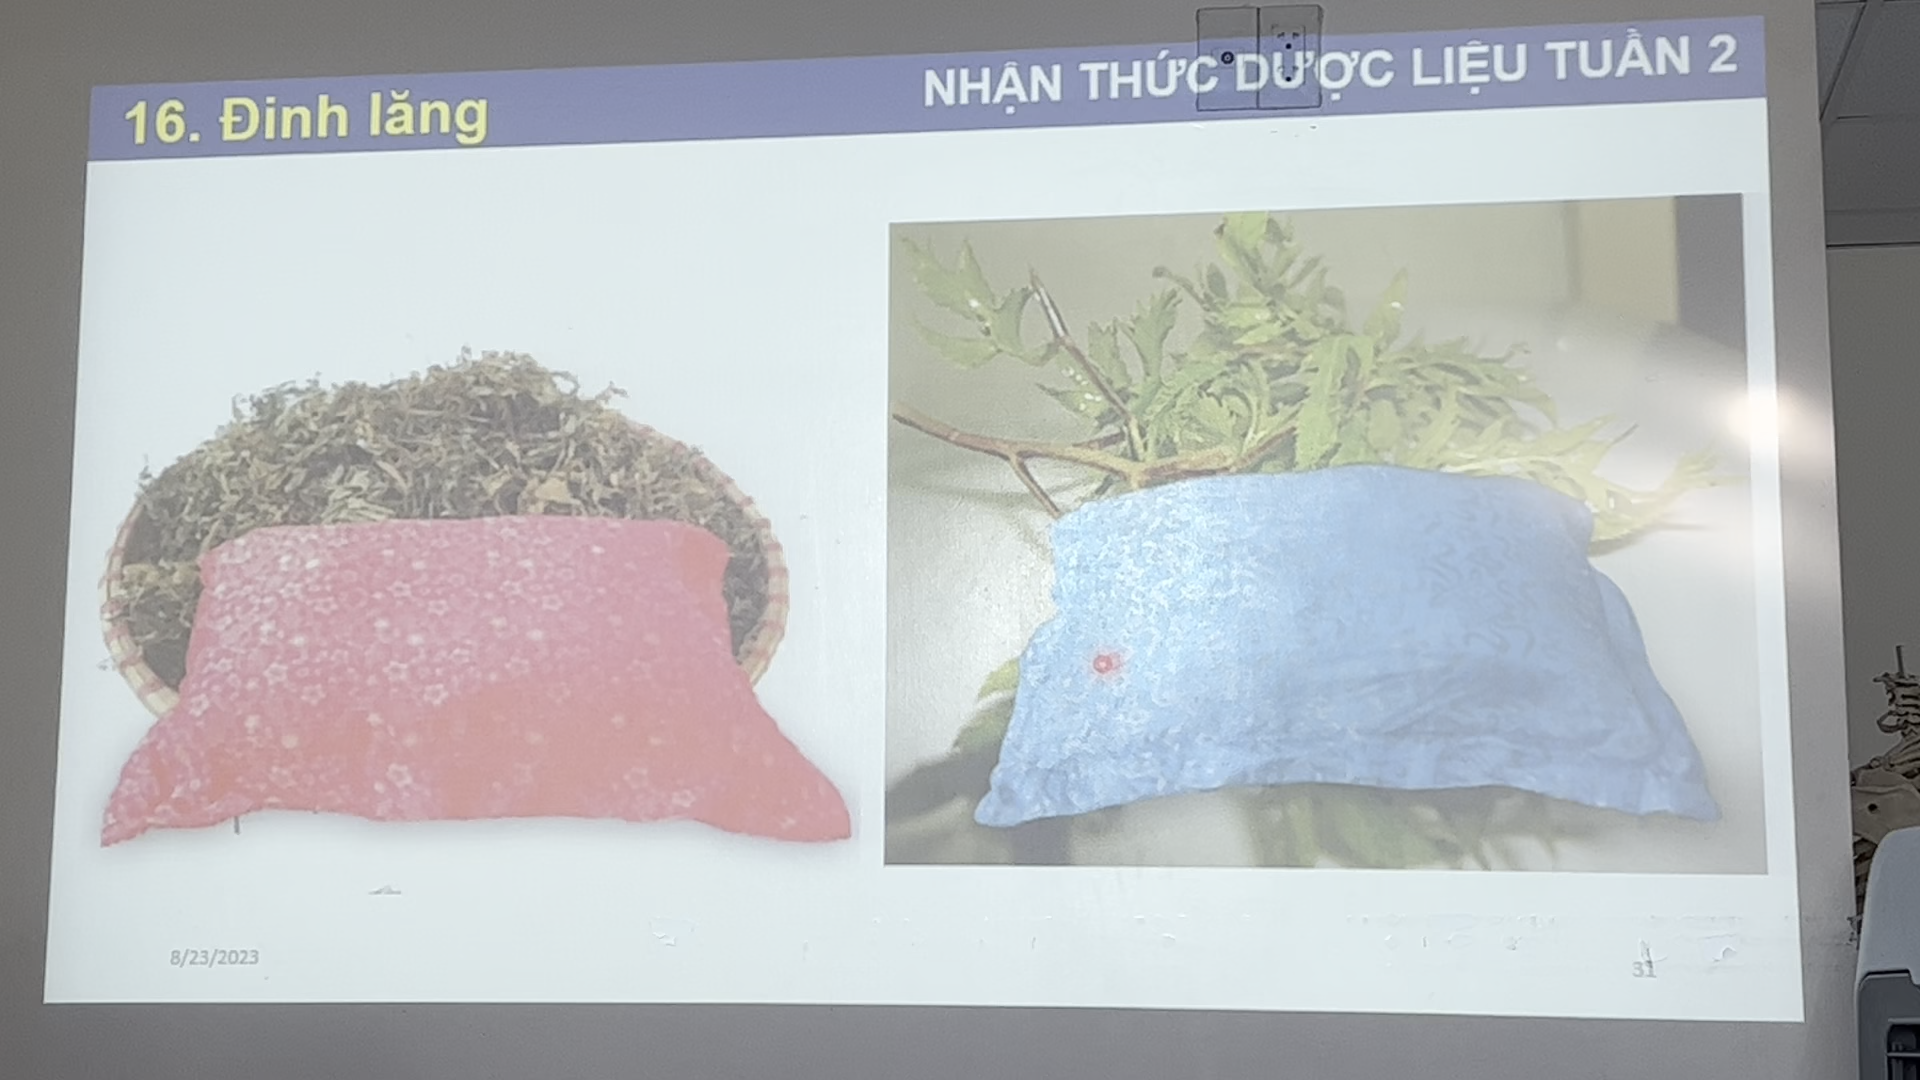 16. Đinh lăng
NHẬN THỨC DƯỢC LIỆU TUẦN 2
8/23/2023
31